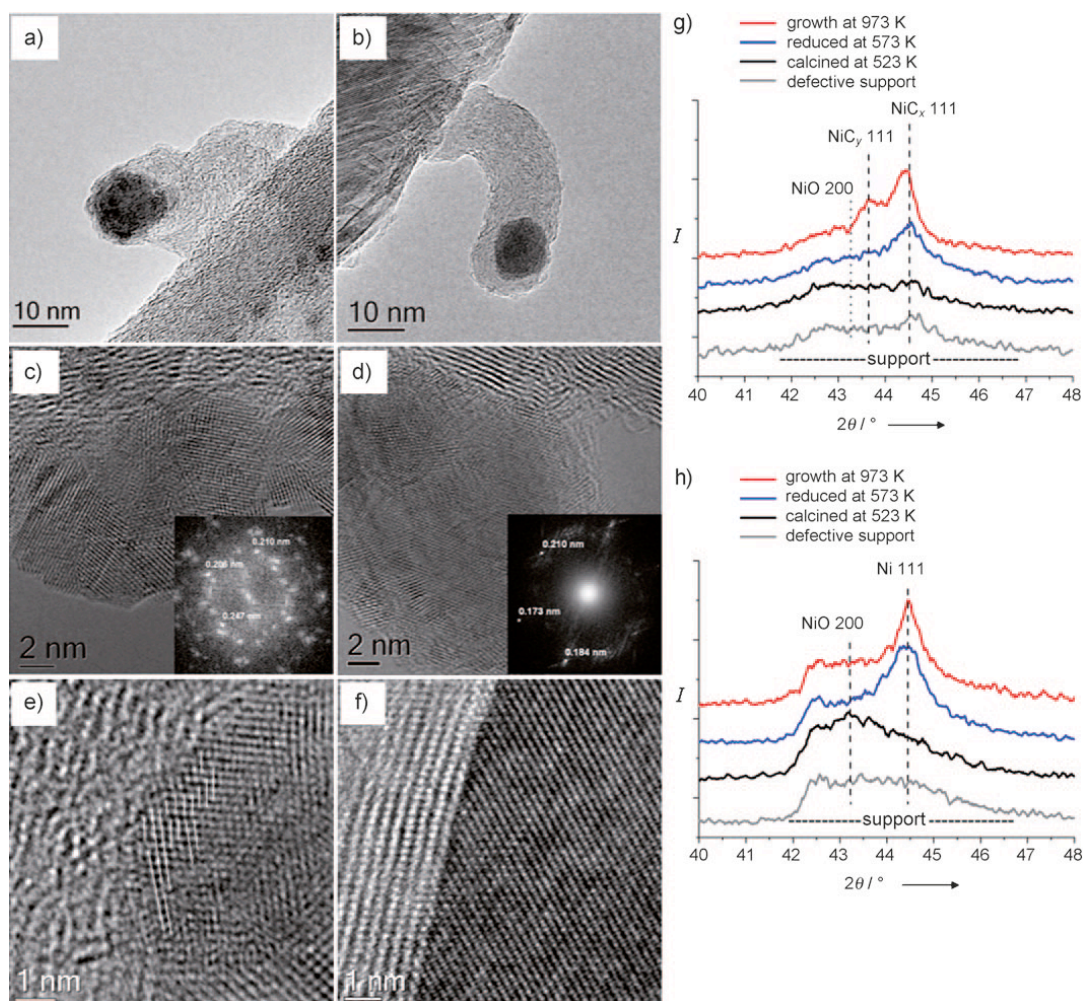 a)
10 nm
b)
10 nm
c)
0.210 nm
0.206 nm
0.247 nm
2 nm
d)
0.210 nm
0.173 nm
0.184 nm
2 nm
e)
1 nm
f)
1 nm
g)
growth at 973 K
reduced at 573 K
calcined at 523 K
defective support
NiCₓ 111
NiCᵧ 111
NiO 200
I
support
40 41 42 43 44 45 46 47 48
2θ / °
h)
growth at 973 K
reduced at 573 K
calcined at 523 K
defective support
Ni 111
NiO 200
I
support
40 41 42 43 44 45 46 47 48
2θ / °